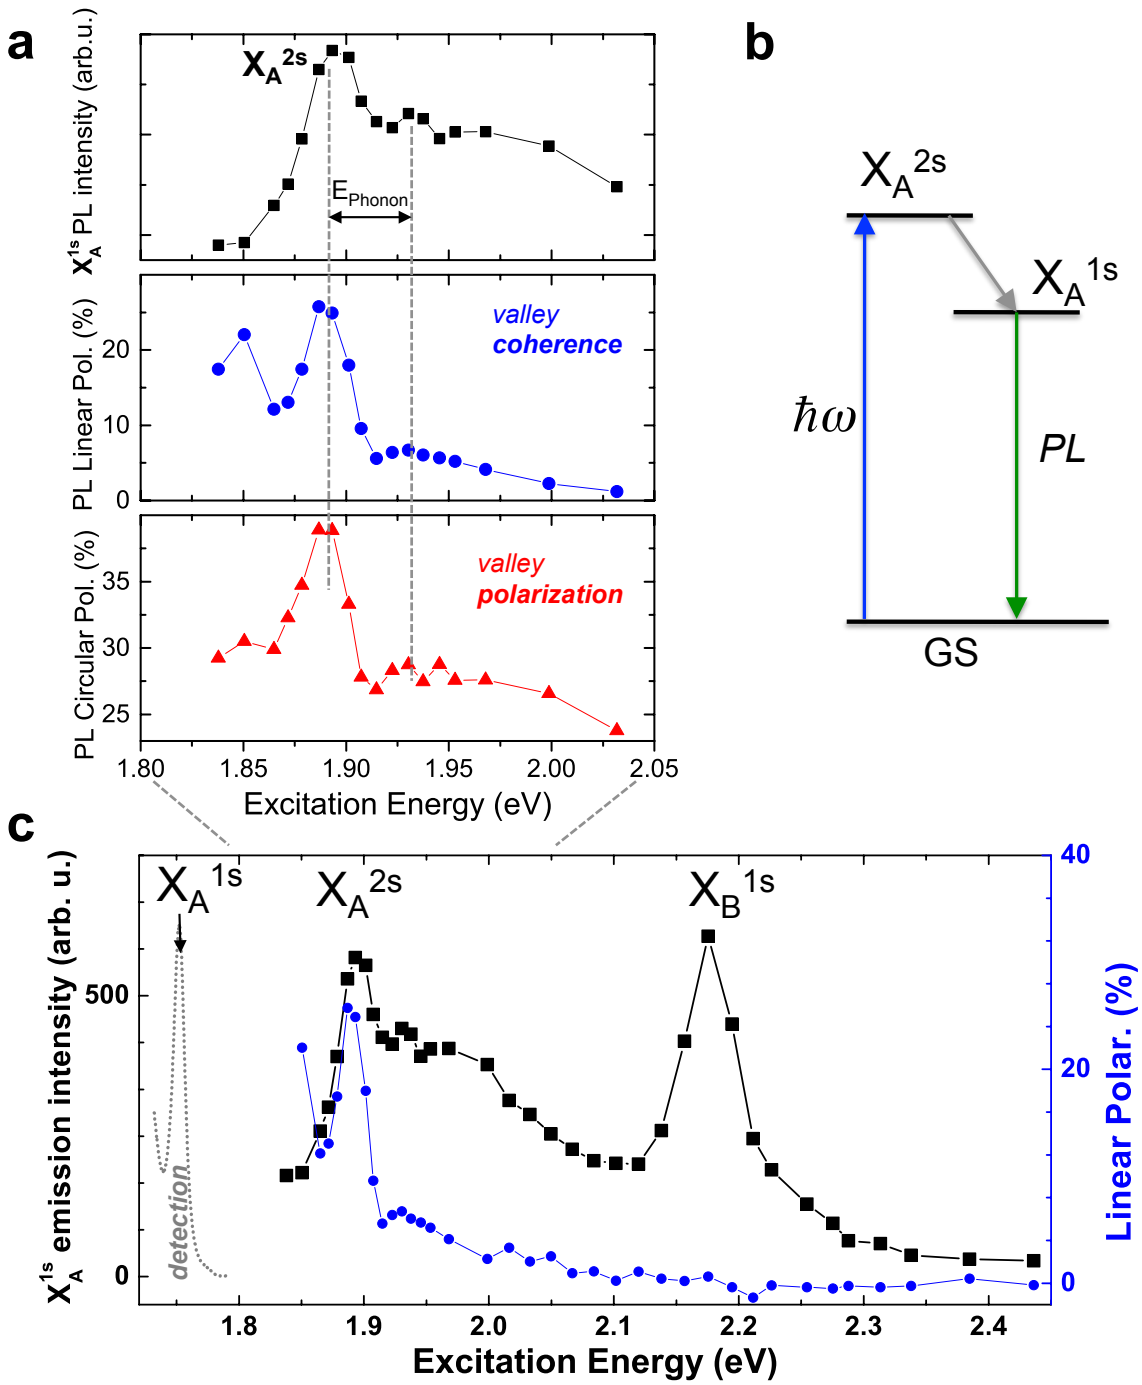 a
X_A^1s PL intensity (arb.u.)
X_A^2s
E_Phonon
PL Linear Pol. (%)
20
10
0
valley
coherence
PL Circular Pol. (%)
35
30
25
valley
polarization
1.80 1.85 1.90 1.95 2.00 2.05
Excitation Energy (eV)
b
X_A^2s
X_A^1s
ħω
PL
GS
c
X_A^1s emission intensity (arb. u.)
500
0
X_A^1s
X_A^2s
X_B^1s
detection
40
20
0
Linear Polar. (%)
1.8 1.9 2.0 2.1 2.2 2.3 2.4
Excitation Energy (eV)